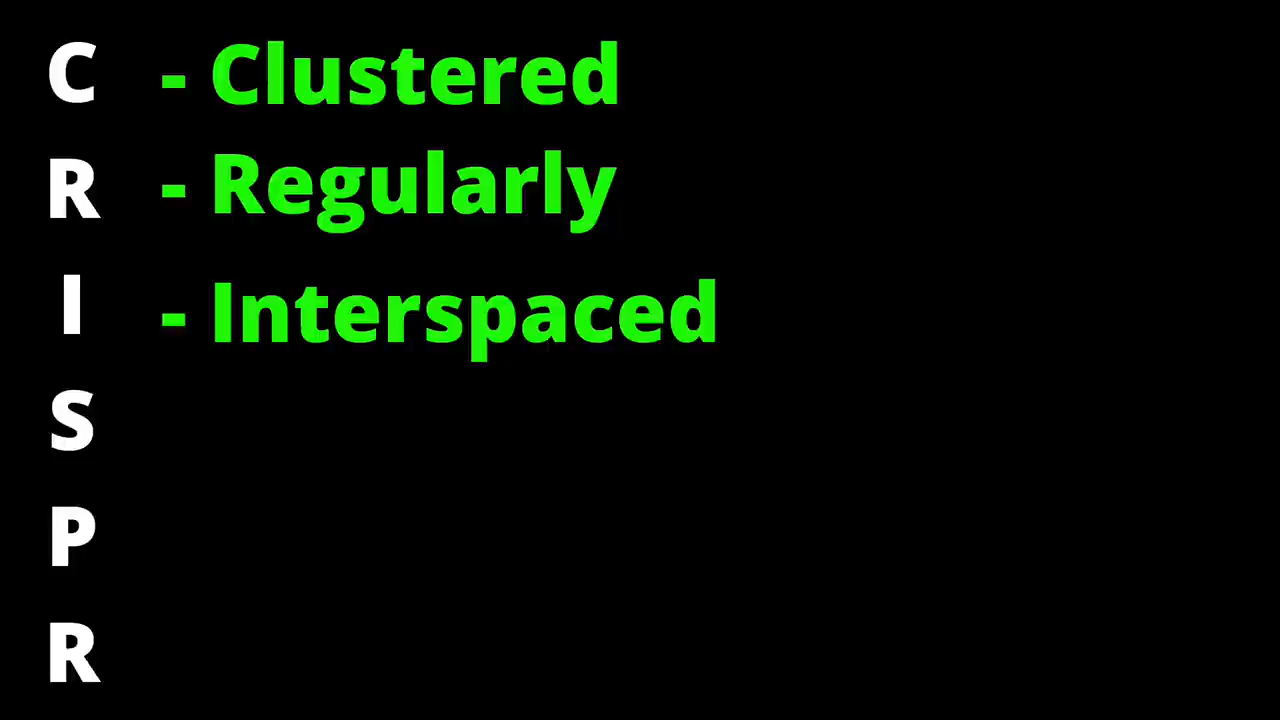 C - Clustered
R - Regularly
I - Interspaced
S
P
R